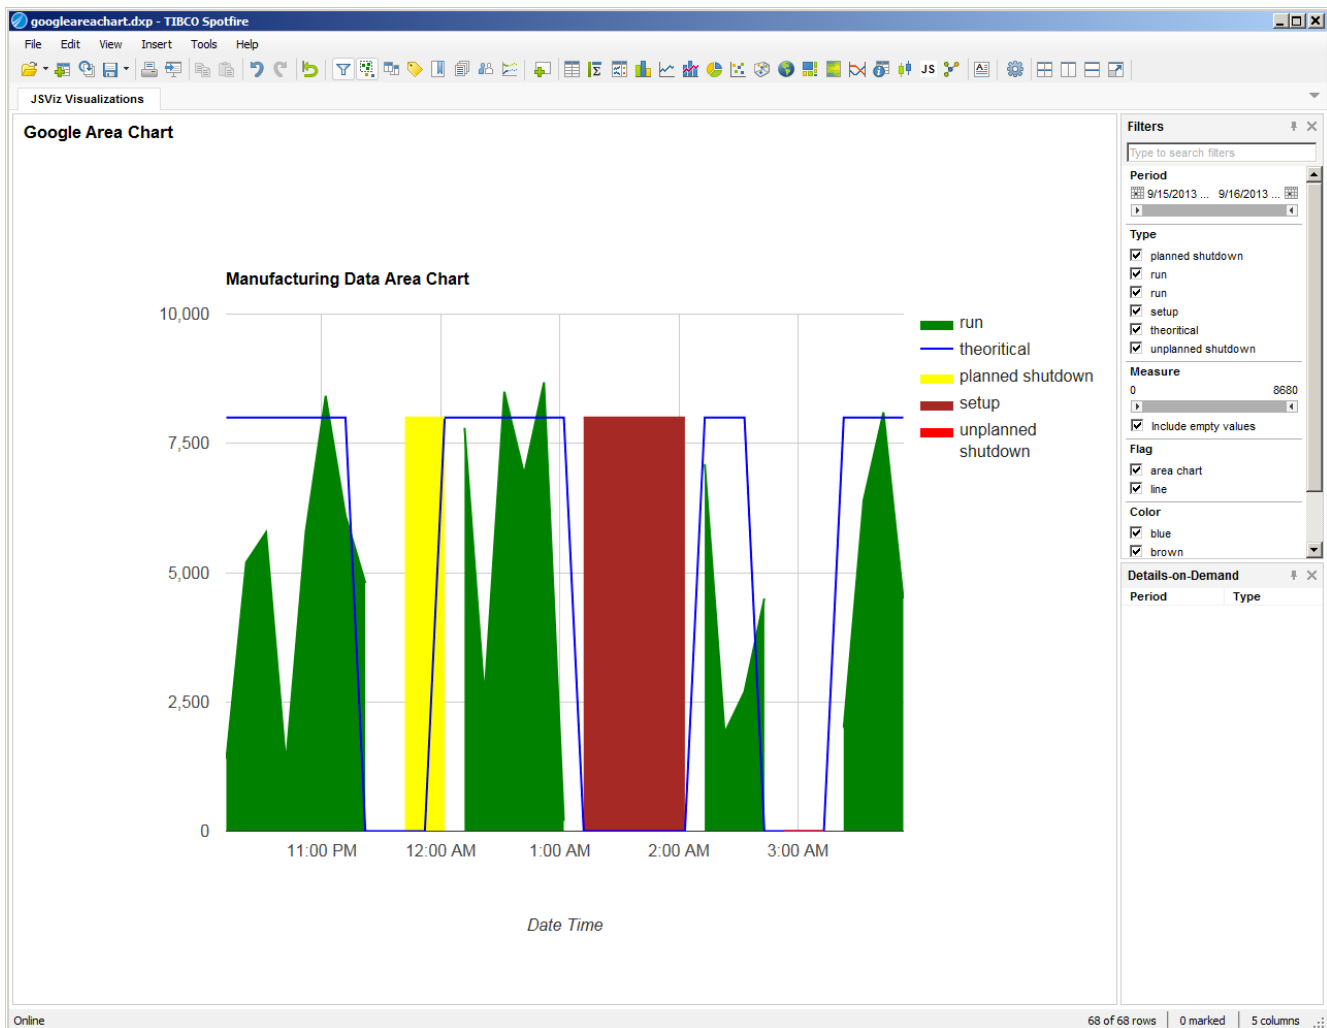 googleareachart.dxp - TIBCO Spotfire
File Edit View Insert Tools Help
JS
JSViz Visualizations
Google Area Chart
Manufacturing Data Area Chart
10,000
7,500
5,000
2,500
0
11:00 PM 12:00 AM 1:00 AM 2:00 AM 3:00 AM
Date Time
run
theoritical
planned shutdown
setup
unplanned
shutdown
Filters
Type to search filters
Period
9/15/2013 ... 9/16/2013 ...
Type
planned shutdown
run
run
setup
theoritical
unplanned shutdown
Measure
0 8680
Include empty values
Flag
area chart
line
Color
blue
brown
Details-on-Demand
Period Type
Online 68 of 68 rows 0 marked 5 columns